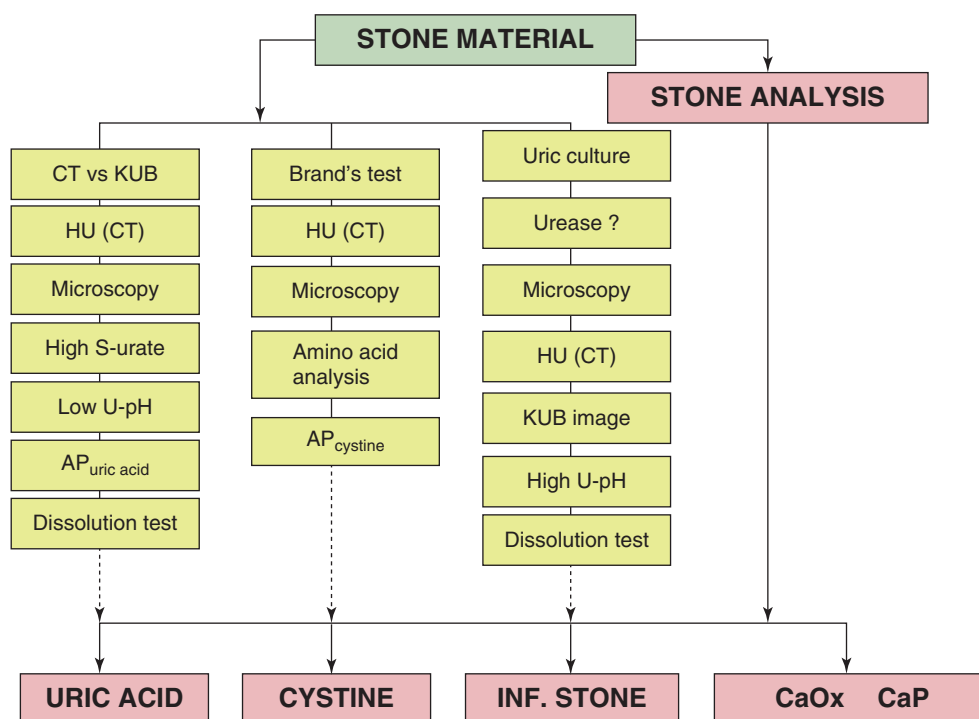 STONE MATERIAL
STONE ANALYSIS
CT vs KUB
HU (CT)
Microscopy
High S-urate
Low U-pH
APuric acid
Dissolution test
Brand's test
HU (CT)
Microscopy
Amino acid
analysis
APcystine
Uric culture
Urease ?
Microscopy
HU (CT)
KUB image
High U-pH
Dissolution test
URIC ACID
CYSTINE
INF. STONE
CaOx CaP